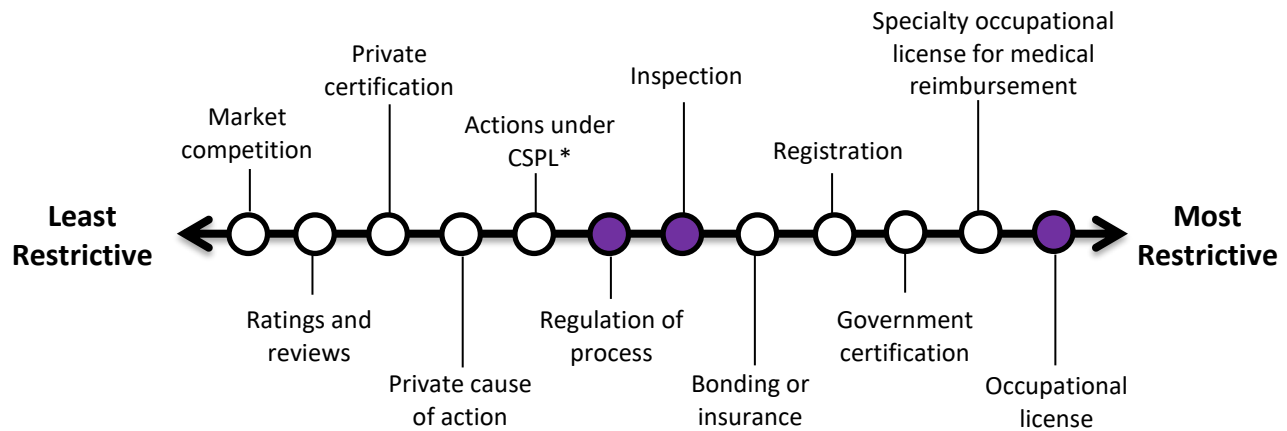 Specialty occupational
license for medical
reimbursement
Private
certification
Inspection
Market
competition
Actions under
CSPL*
Registration
Least
Restrictive
Most
Restrictive
Ratings and
reviews
Regulation of
process
Government
certification
Private cause
of action
Bonding or
insurance
Occupational
license